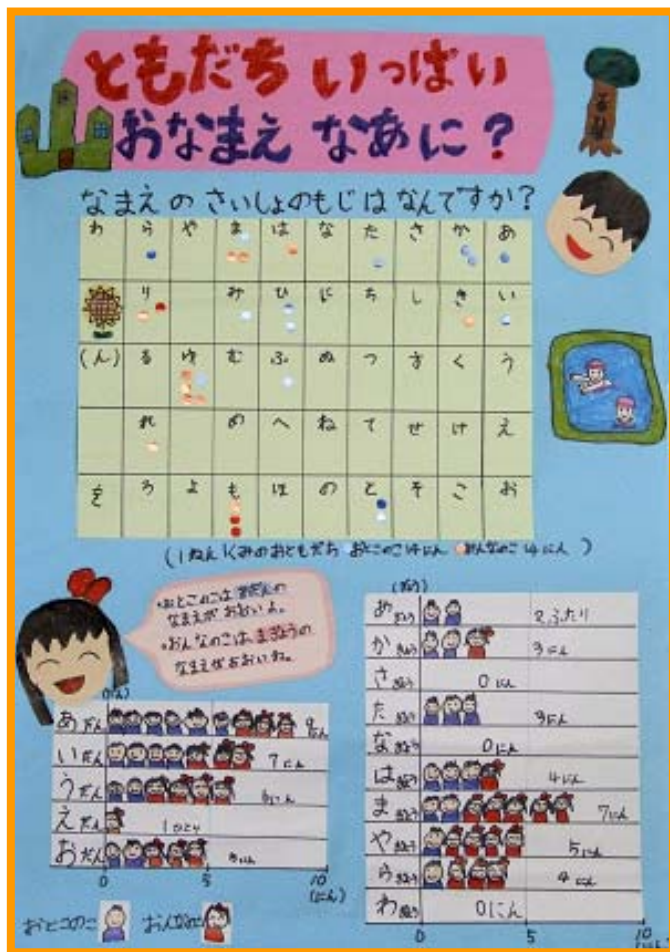 ともだち いっぱい
おなまえ なあに?
なまえ の さいしょのもじは なんですか?
わ ら や ま は な た さ か あ
り み ひ に ち し き い
(ん) る ゆ む ふ ぬ つ す く う
れ め へ ね て せ け え
を ろ よ も ほ の と そ こ お
(1ねん1くみのおともだち おとこのこ14にん おんなのこ14にん)
・おとこのこは あだんの
なまえが おおいよ。
・おんなのこは、まぎょうの
なまえがおおいね。
(にん)
あだん 9にん
いだん 7にん
うだん 6にん
えだん 1ひとり
おだん 5にん
0 5 10
(にん)
おとこのこ おんなのこ
(ぎょう)
あぎょう 2ふたり
かぎょう 3にん
さぎょう 0にん
たぎょう 3にん
なぎょう 0にん
はぎょう 4にん
まぎょう 7にん
やぎょう 5にん
らぎょう 4にん
わぎょう 0にん
0 5 10
(にん)